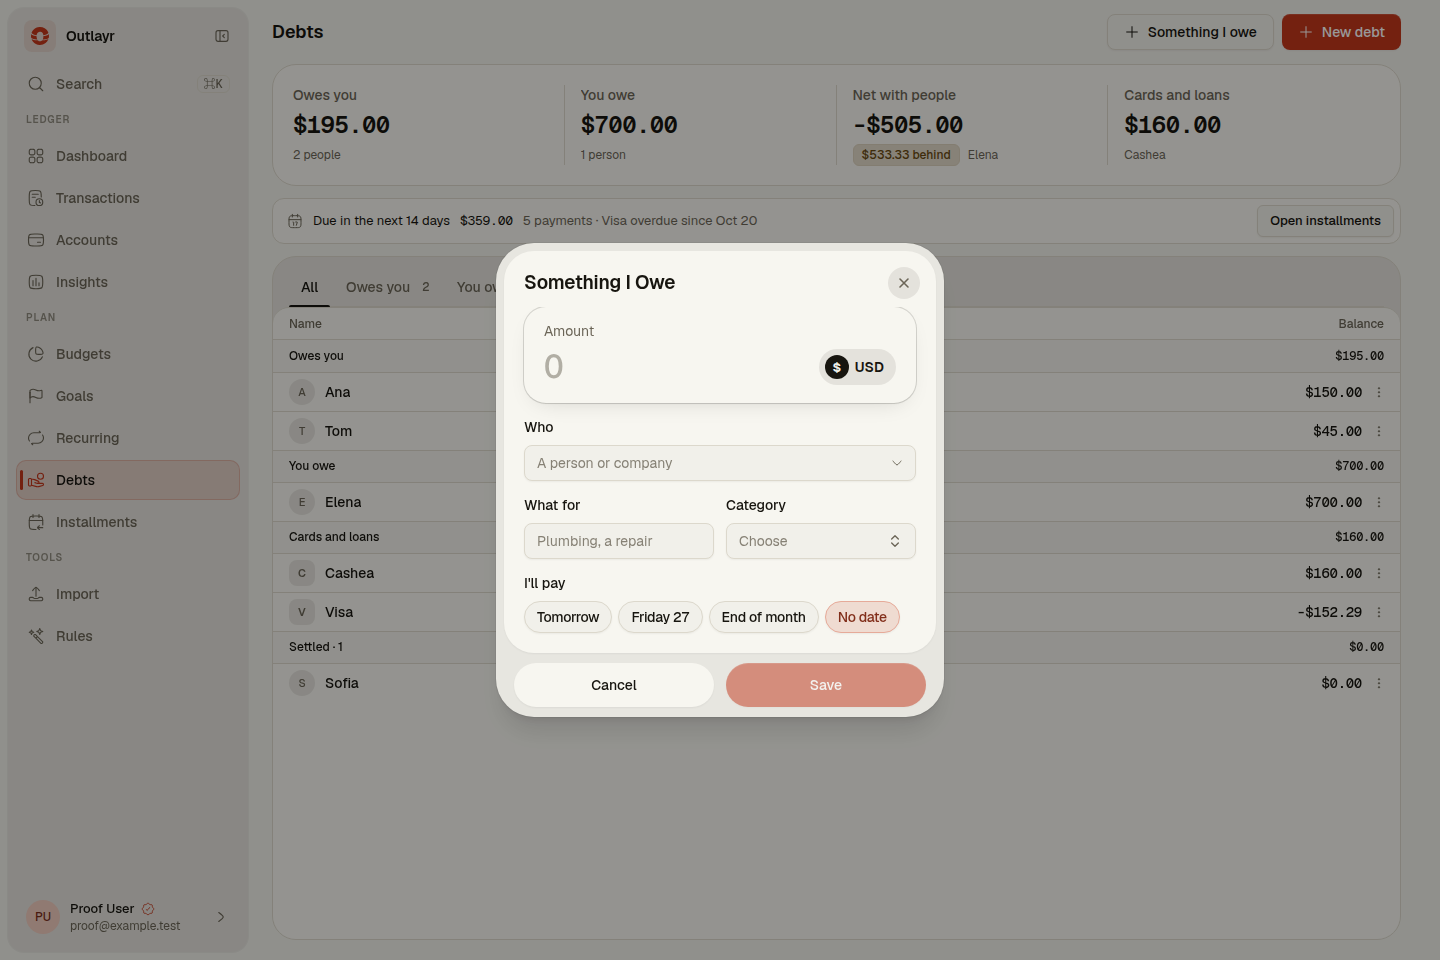 Outlayr
Search
⌘K
LEDGER
Dashboard
Transactions
Accounts
Insights
PLAN
Budgets
Goals
Recurring
Debts
Installments
TOOLS
Import
Rules
PU
Proof User
proof@example.test
Debts
Something I owe
New debt
Owes you
$195.00
2 people
You owe
$700.00
1 person
Net with people
-$505.00
$533.33 behind Elena
Cards and loans
$160.00
Cashea
Due in the next 14 days $359.00 5 payments · Visa overdue since Oct 20
Open installments
All Owes you 2
Name Balance
Owes you $195.00
A Ana $150.00
T Tom $45.00
You owe $700.00
E Elena $700.00
Cards and loans $160.00
C Cashea $160.00
V Visa -$152.29
Settled · 1 $0.00
S Sofia $0.00
Something I Owe
Amount
0 $ USD
Who
A person or company
What for Category
Plumbing, a repair Choose
I'll pay
Tomorrow Friday 27 End of month No date
Cancel Save